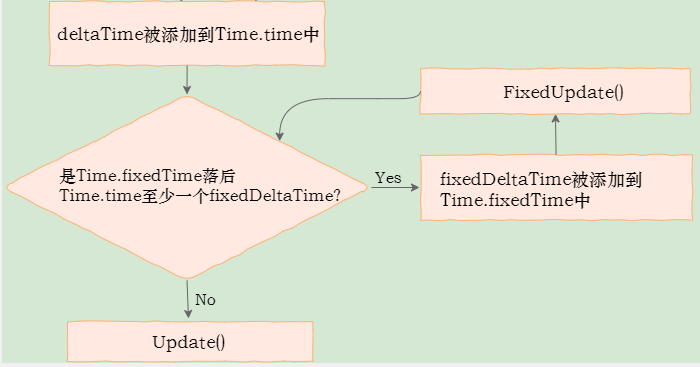 deltaTime被添加到Time.time中
FixedUpdate()
是Time.fixedTime落后
Time.time至少一个fixedDeltaTime?
Yes
fixedDeltaTime被添加到
Time.fixedTime中
No
Update()